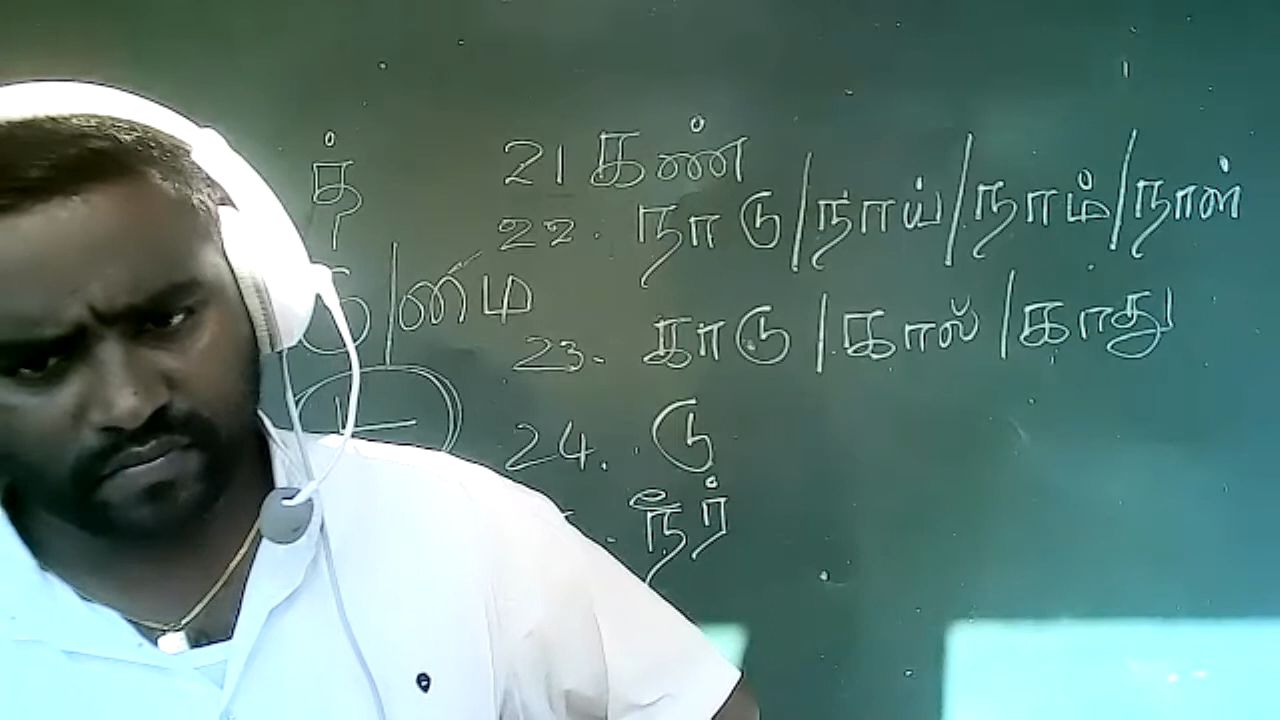 த்
21 கண்
22. நாடு/நாய்/நாம்/நான்
டு/மை
23. காடு/கால்/காது
24. டு
. நீர்